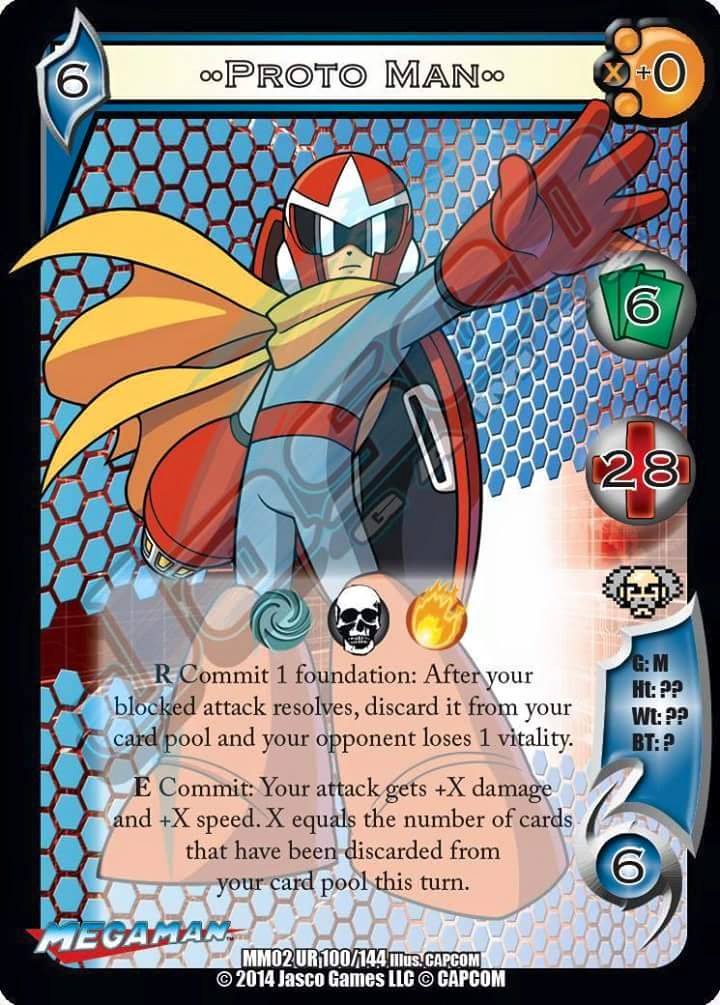 6
∞PROTO MAN∞
X
+0
6
28
R Commit 1 foundation: After your
blocked attack resolves, discard it from your
card pool and your opponent loses 1 vitality.
E Commit: Your attack gets +X damage
and +X speed. X equals the number of cards
that have been discarded from
your card pool this turn.
G: M
Ht: ??
Wt: ??
BT: ?
6
MEGAMAN™
MM02 UR 100/144 Illus. CAPCOM
© 2014 Jasco Games LLC © CAPCOM